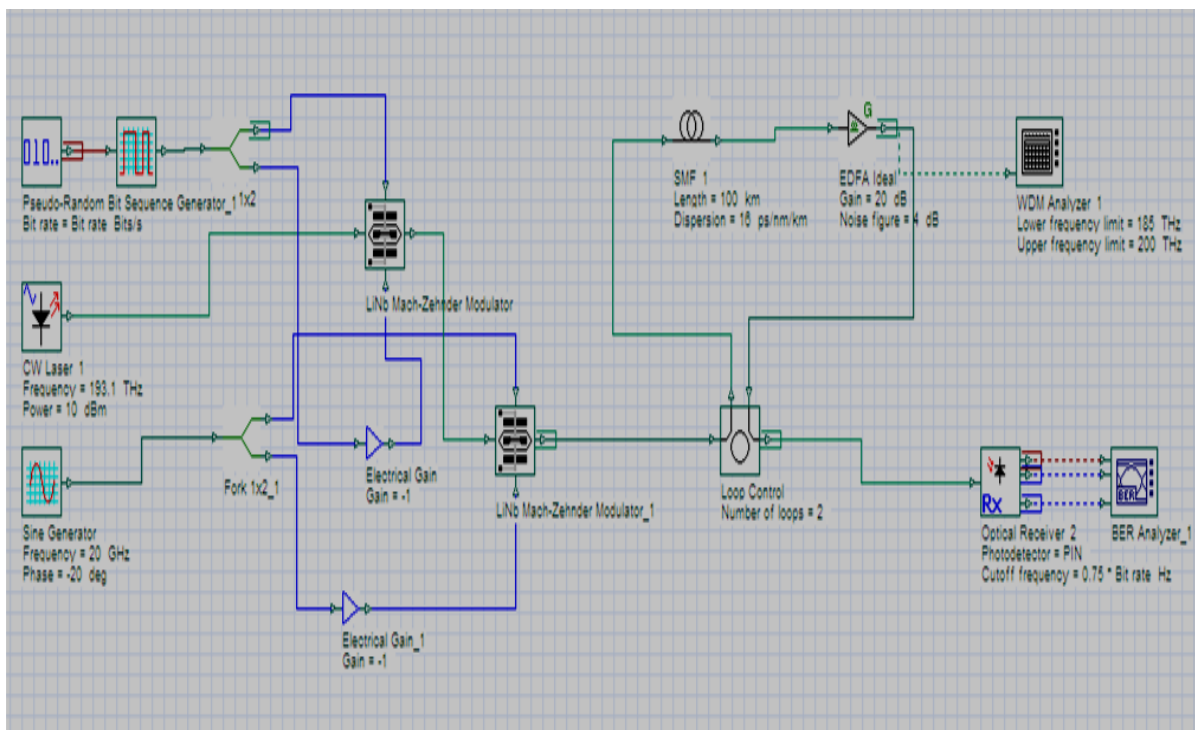 010..
Pseudo-Random Bit Sequence Generator_1
1x2
Bit rate = Bit rate Bits/s
LiNb Mach-Zehnder Modulator
CW Laser 1
Frequency = 193.1 THz
Power = 10 dBm
Fork 1x2_1
Sine Generator
Frequency = 20 GHz
Phase = -20 deg
Electrical Gain
Gain = -1
Electrical Gain_1
Gain = -1
LiNb Mach-Zehnder Modulator_1
SMF 1
Length = 100 km
Dispersion = 16 ps/nm/km
G
EDFA Ideal
Gain = 20 dB
Noise figure = 4 dB
WDM Analyzer 1
Lower frequency limit = 185 THz
Upper frequency limit = 200 THz
Loop Control
Number of loops = 2
Rx
Optical Receiver 2
Photodetector = PIN
Cutoff frequency = 0.75 * Bit rate Hz
BER
BER Analyzer_1